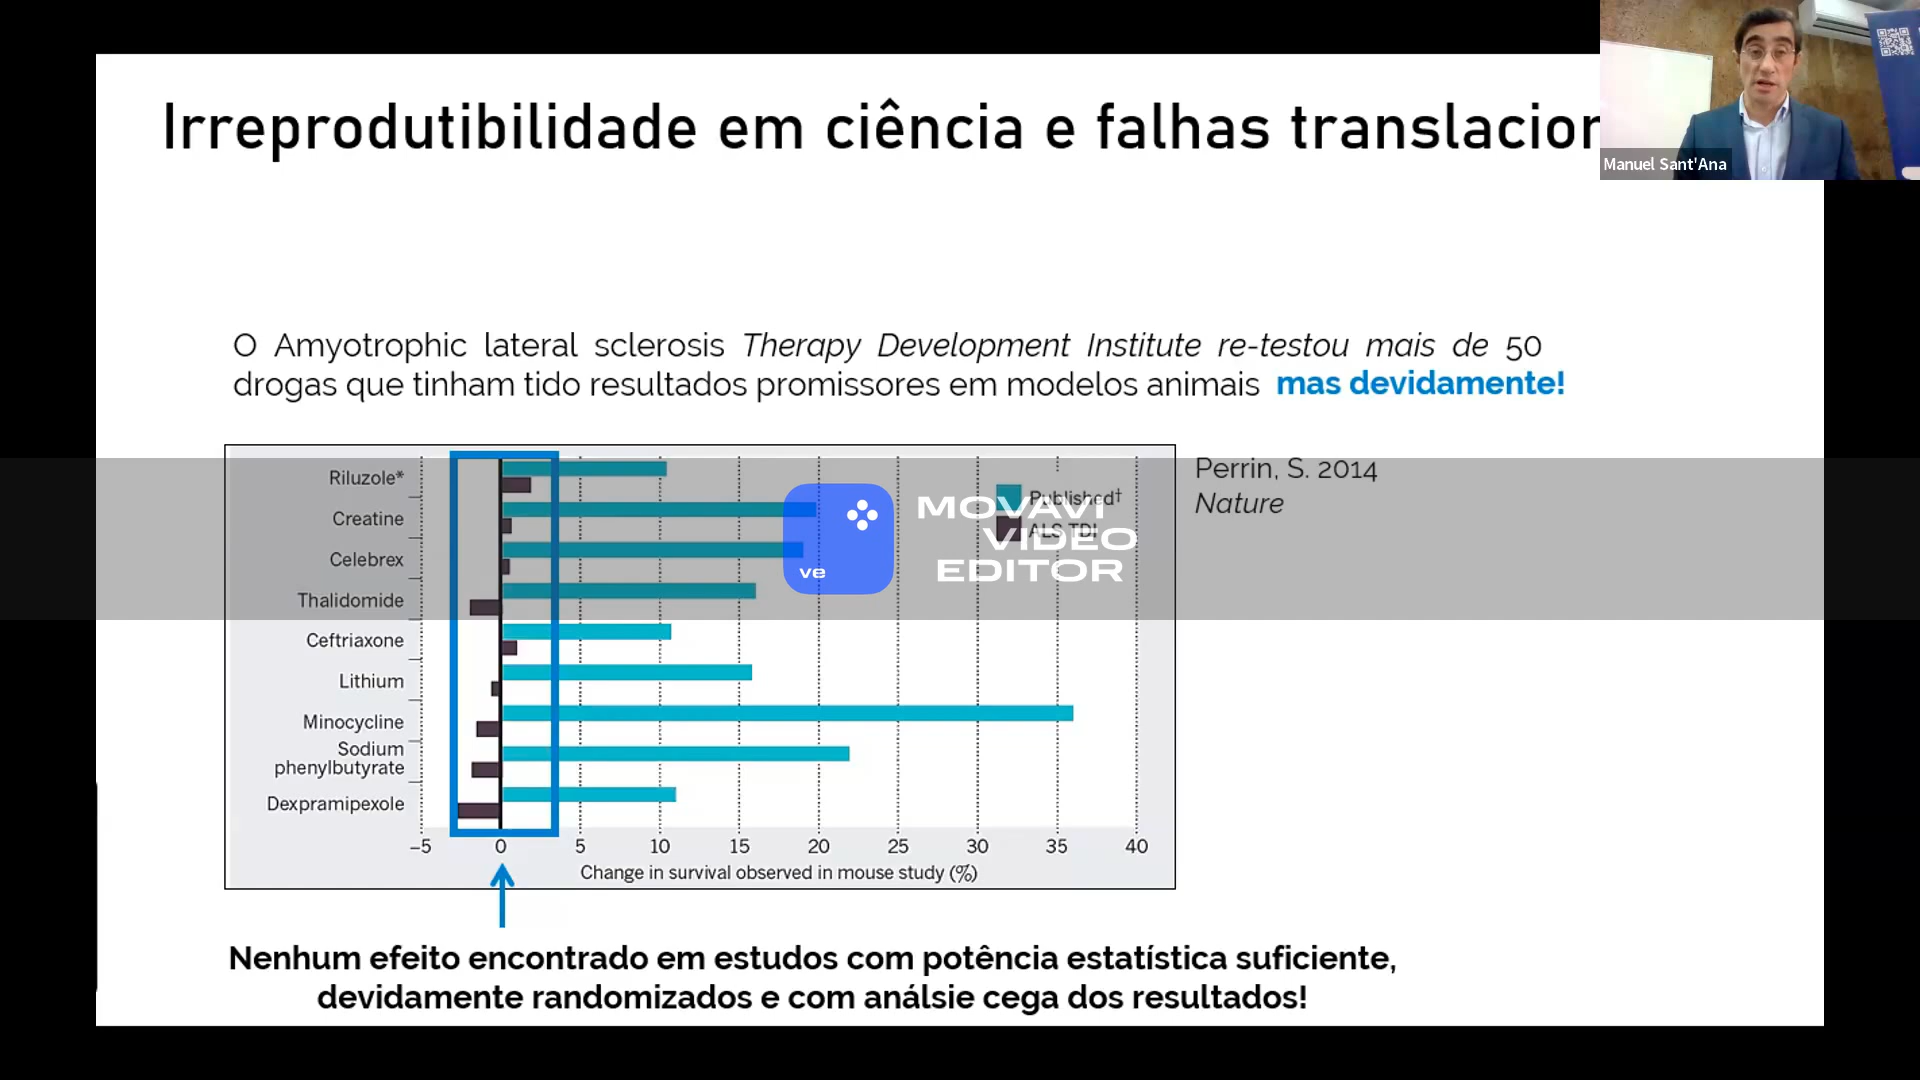 Irreprodutibilidade em ciência e falhas translacion
Manuel Sant'Ana
O Amyotrophic lateral sclerosis Therapy Development Institute re-testou mais de 50
drogas que tinham tido resultados promissores em modelos animais mas devidamente!
Perrin, S. 2014
Nature
Riluzole*
Creatine
Celebrex
Thalidomide
Ceftriaxone
Lithium
Minocycline
Sodium
phenylbutyrate
Dexpramipexole
Published†
ALS TDI
MOVAVI
VIDEO
EDITOR
ve
–5 0 5 10 15 20 25 30 35 40
Change in survival observed in mouse study (%)
Nenhum efeito encontrado em estudos com potência estatística suficiente,
devidamente randomizados e com análsie cega dos resultados!